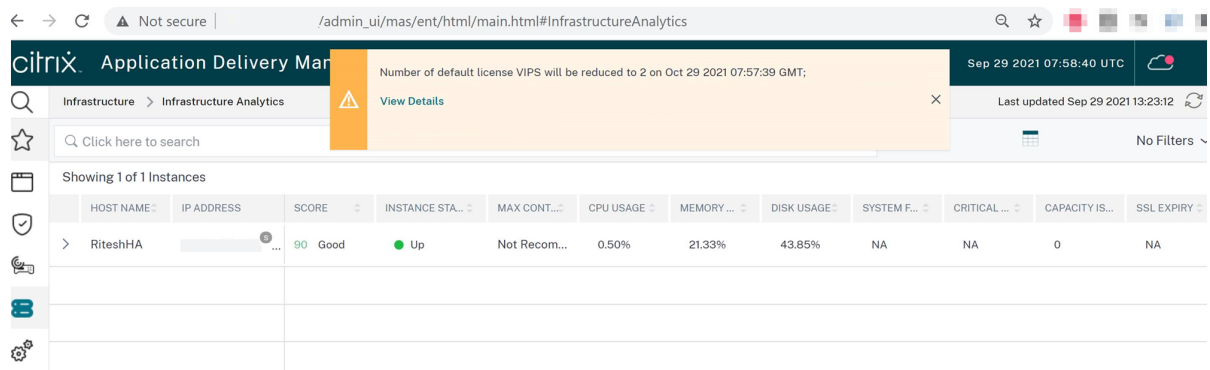 Not secure /admin_ui/mas/ent/html/main.html#InfrastructureAnalytics
citrix Application Delivery Man Sep 29 2021 07:58:40 UTC
Number of default license VIPS will be reduced to 2 on Oct 29 2021 07:57:39 GMT;
View Details
Infrastructure > Infrastructure Analytics Last updated Sep 29 2021 13:23:12
Click here to search No Filters
Showing 1 of 1 Instances
HOST NAME IP ADDRESS SCORE INSTANCE STA... MAX CONT... CPU USAGE MEMORY ... DISK USAGE SYSTEM F... CRITICAL ... CAPACITY IS... SSL EXPIRY
RiteshHA S ... 90 Good Up Not Recom... 0.50% 21.33% 43.85% NA NA 0 NA